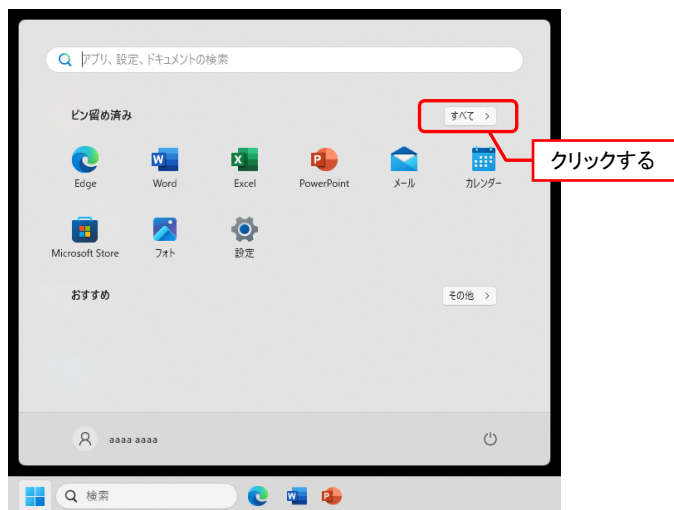 アプリ、設定、ドキュメントの検索
ピン留め済み
すべて >
クリックする
Edge
Word
Excel
PowerPoint
メール
カレンダー
Microsoft Store
フォト
設定
おすすめ
その他 >
aaaa aaaa
検索